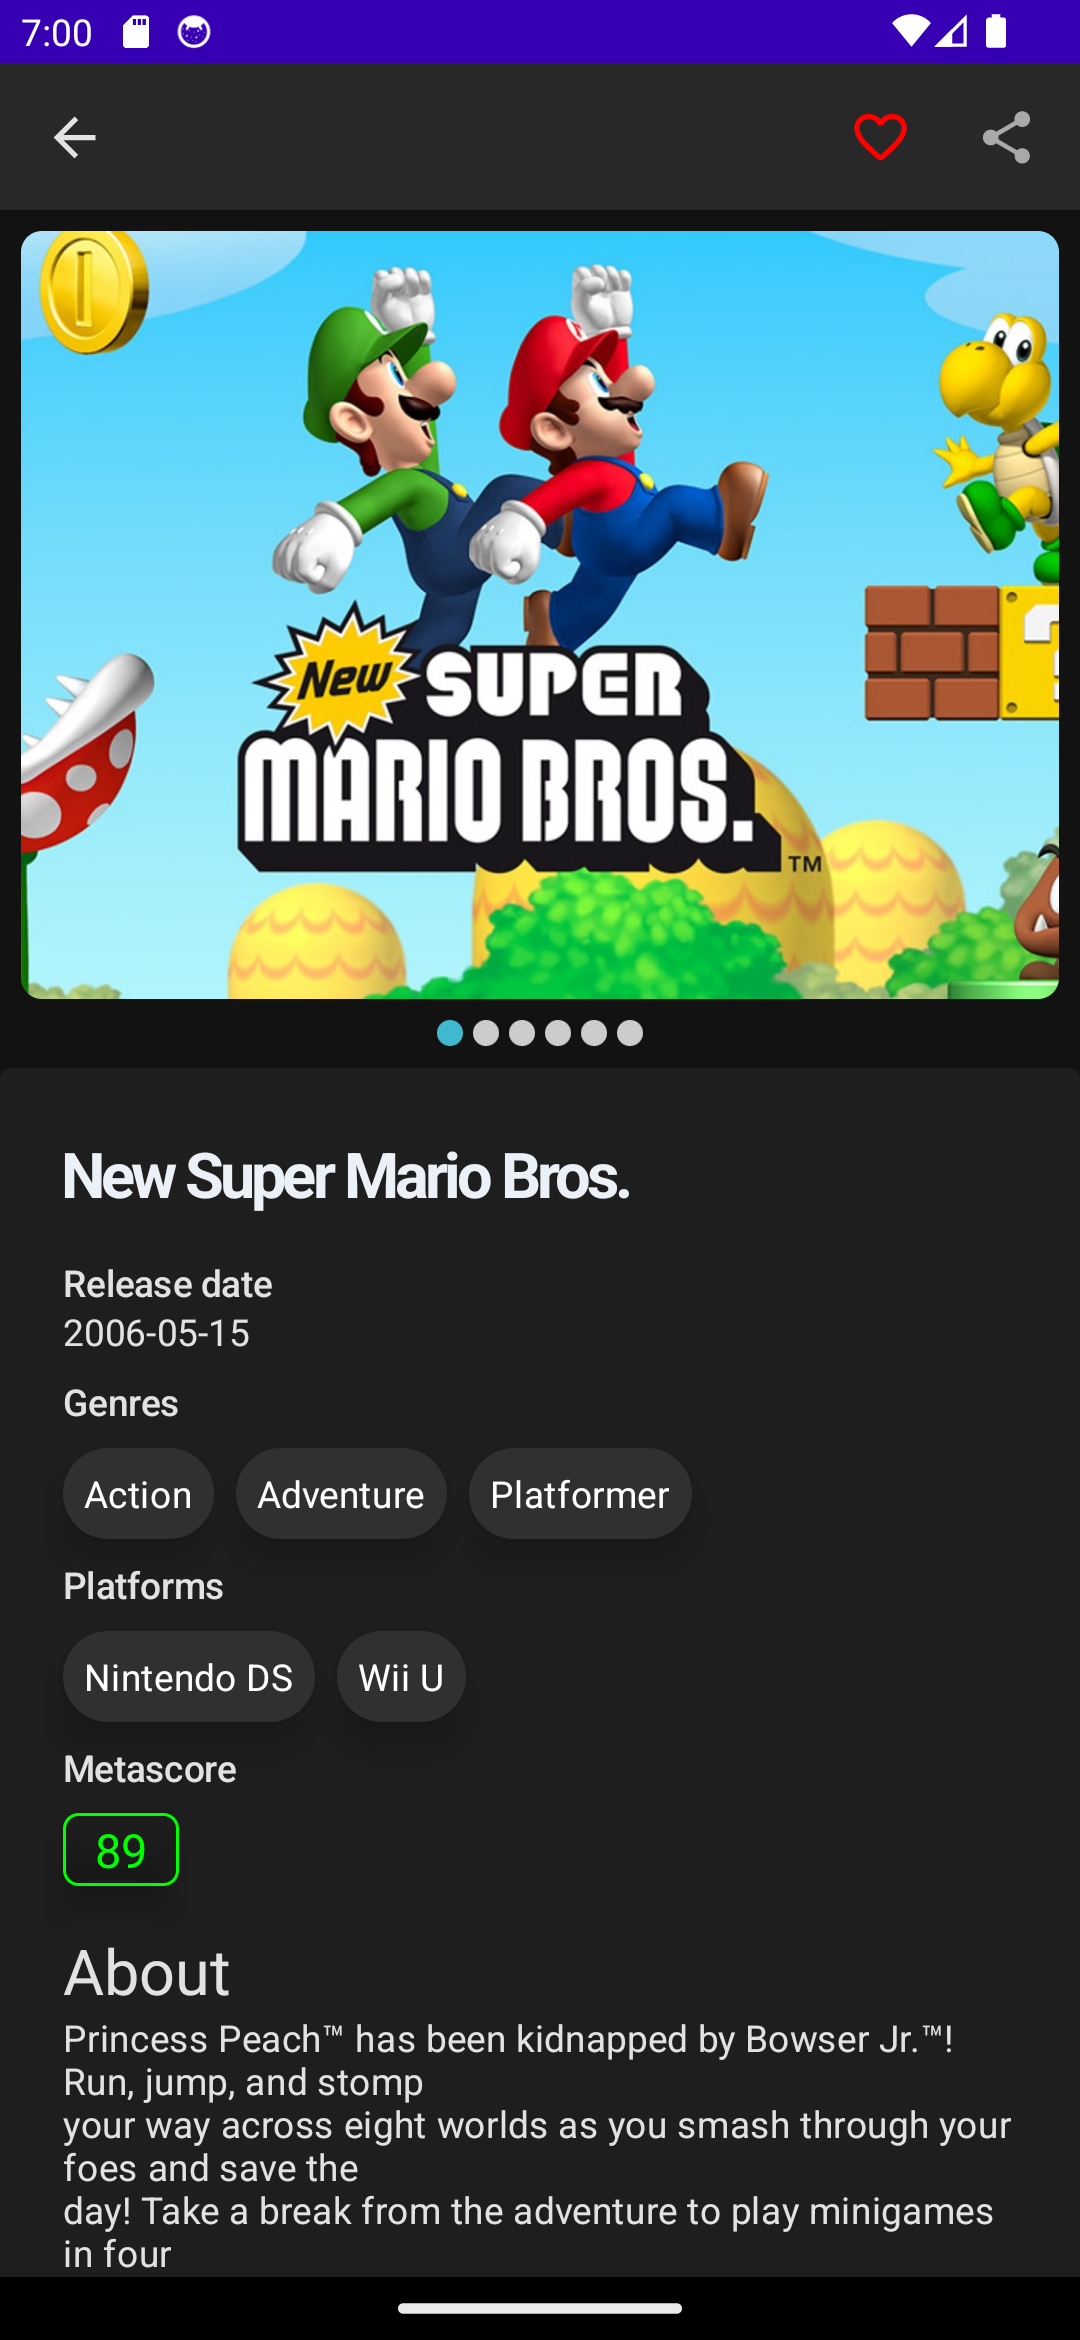 7:00
New SUPER
MARIO BROS.
TM
New Super Mario Bros.
Release date
2006-05-15
Genres
Action Adventure Platformer
Platforms
Nintendo DS Wii U
Metascore
89
About
Princess Peach™ has been kidnapped by Bowser Jr.™!
Run, jump, and stomp
your way across eight worlds as you smash through your
foes and save the
day! Take a break from the adventure to play minigames
in four